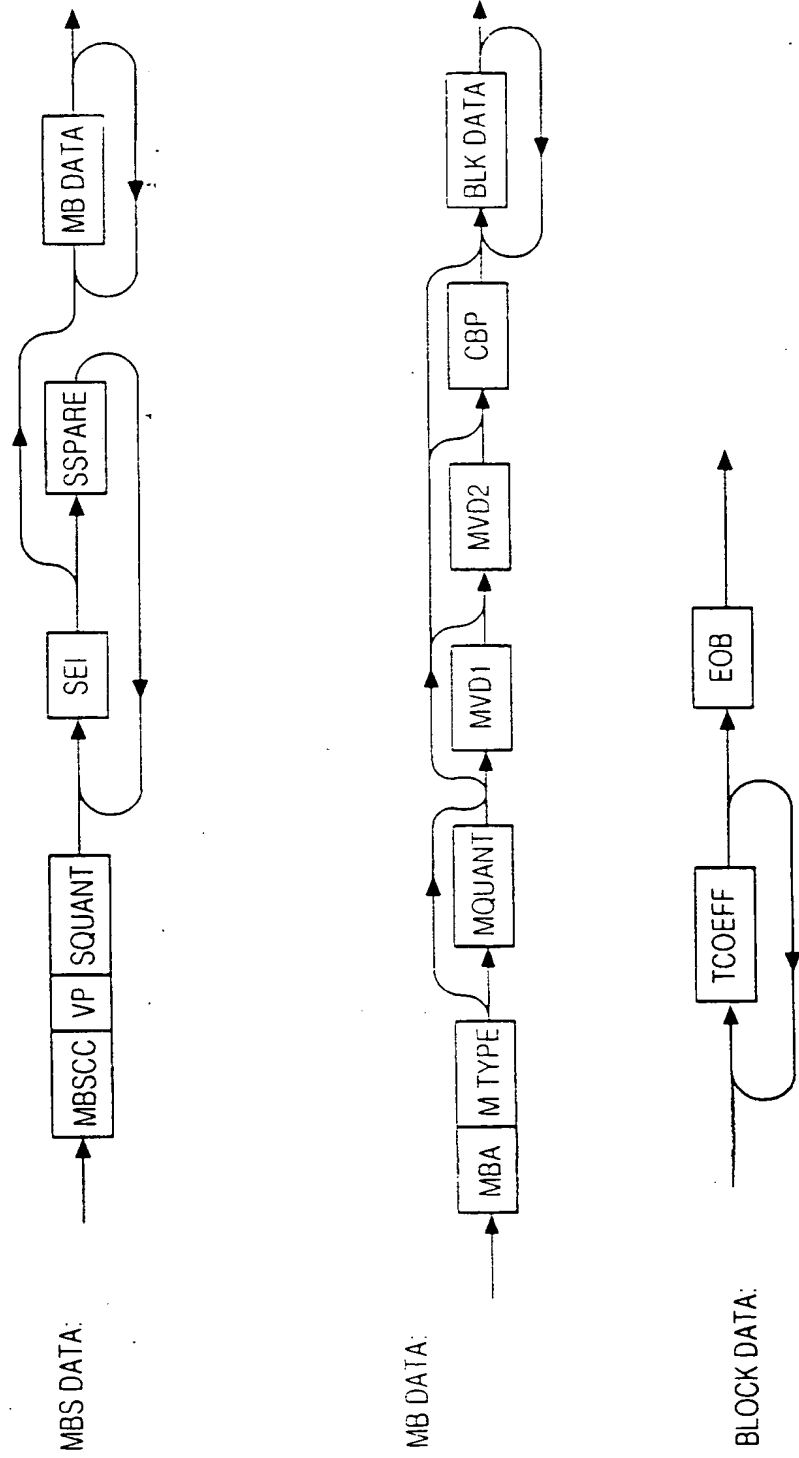 MBS DATA:
MBSCC VP SQUANT
SEI
SSPARE
MB DATA
MB DATA:
MBA M TYPE
MQUANT
MVD1
MVD2
CBP
BLK DATA
BLOCK DATA:
TCOEFF
EOB